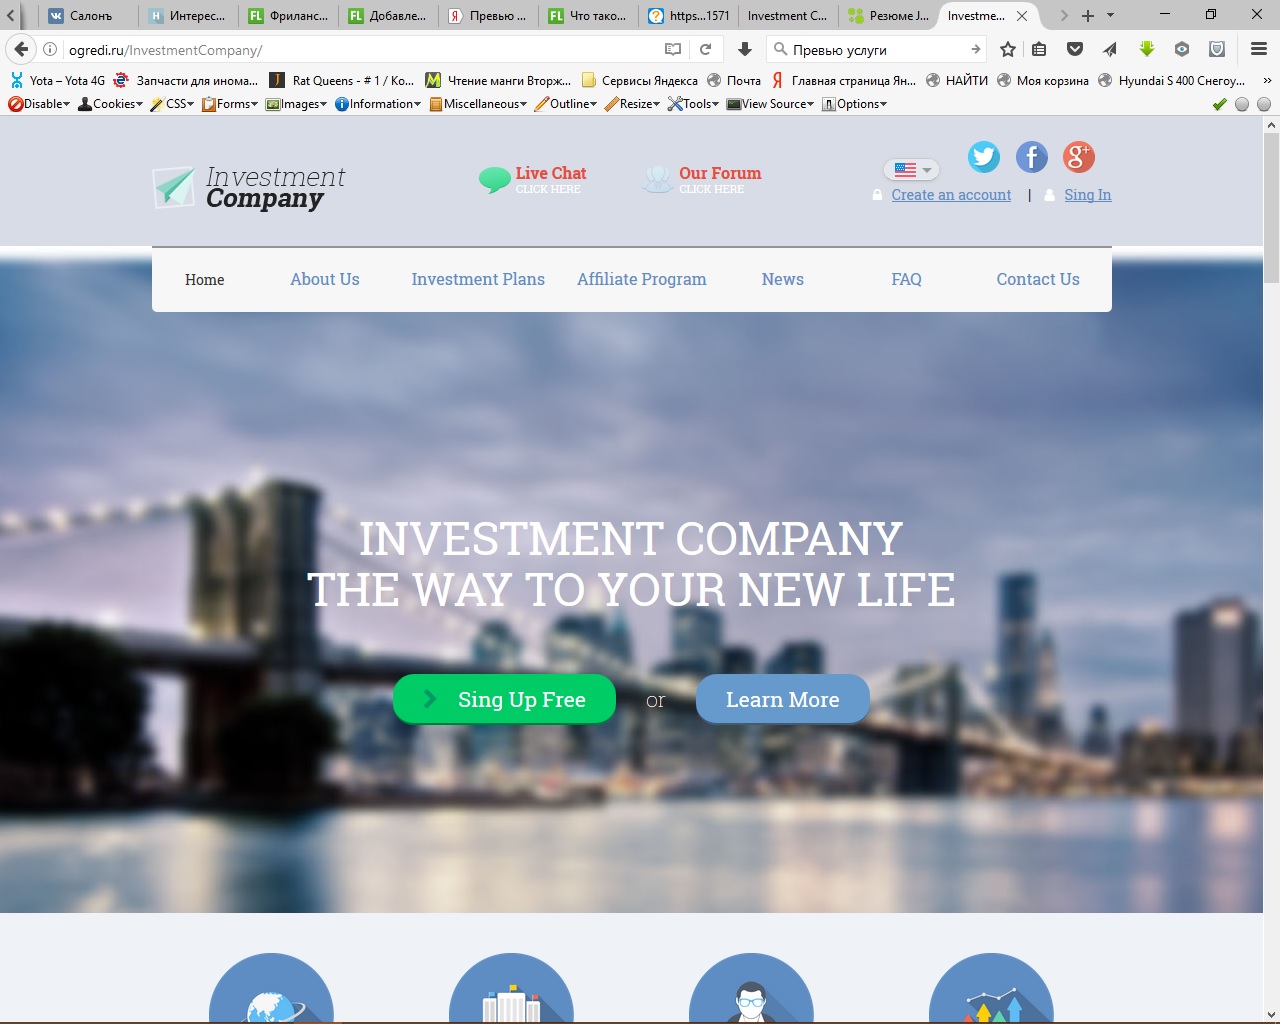 Салонъ
Интерес...
Фриланс...
Добавле...
Превью ...
Что тако...
https...1571
Investment C...
Резюме J...
Investme...
ogredi.ru/InvestmentCompany/
Превью услуги
Yota – Yota 4G
Запчасти для инома...
Rat Queens - # 1 / Ко...
Чтение манги Вторж...
Сервисы Яндекса
Почта
Главная страница Ян...
НАЙТИ
Моя корзина
Hyundai S 400 Снегоу...
Disable
Cookies
CSS
Forms
Images
Information
Miscellaneous
Outline
Resize
Tools
View Source
Options
Investment
Company
Live Chat
CLICK HERE
Our Forum
CLICK HERE
Create an account | Sing In
Home
About Us
Investment Plans
Affiliate Program
News
FAQ
Contact Us
INVESTMENT COMPANY
THE WAY TO YOUR NEW LIFE
Sing Up Free
or
Learn More